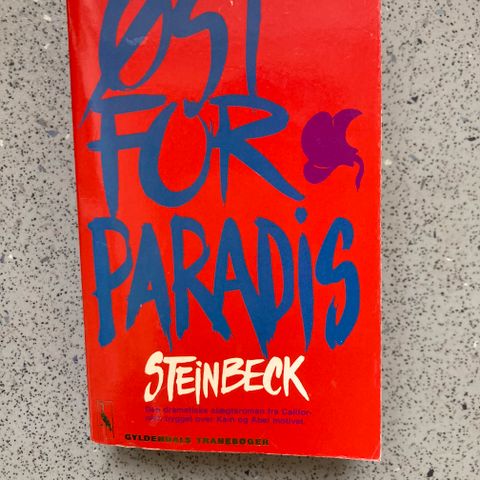 ØST
FOR
PARADIS
STEINBECK
Den dramatiske slægtsroman fra Califor-
nien bygget over Kain og Abel motivet.
GYLDENDALS TRANEBØGER